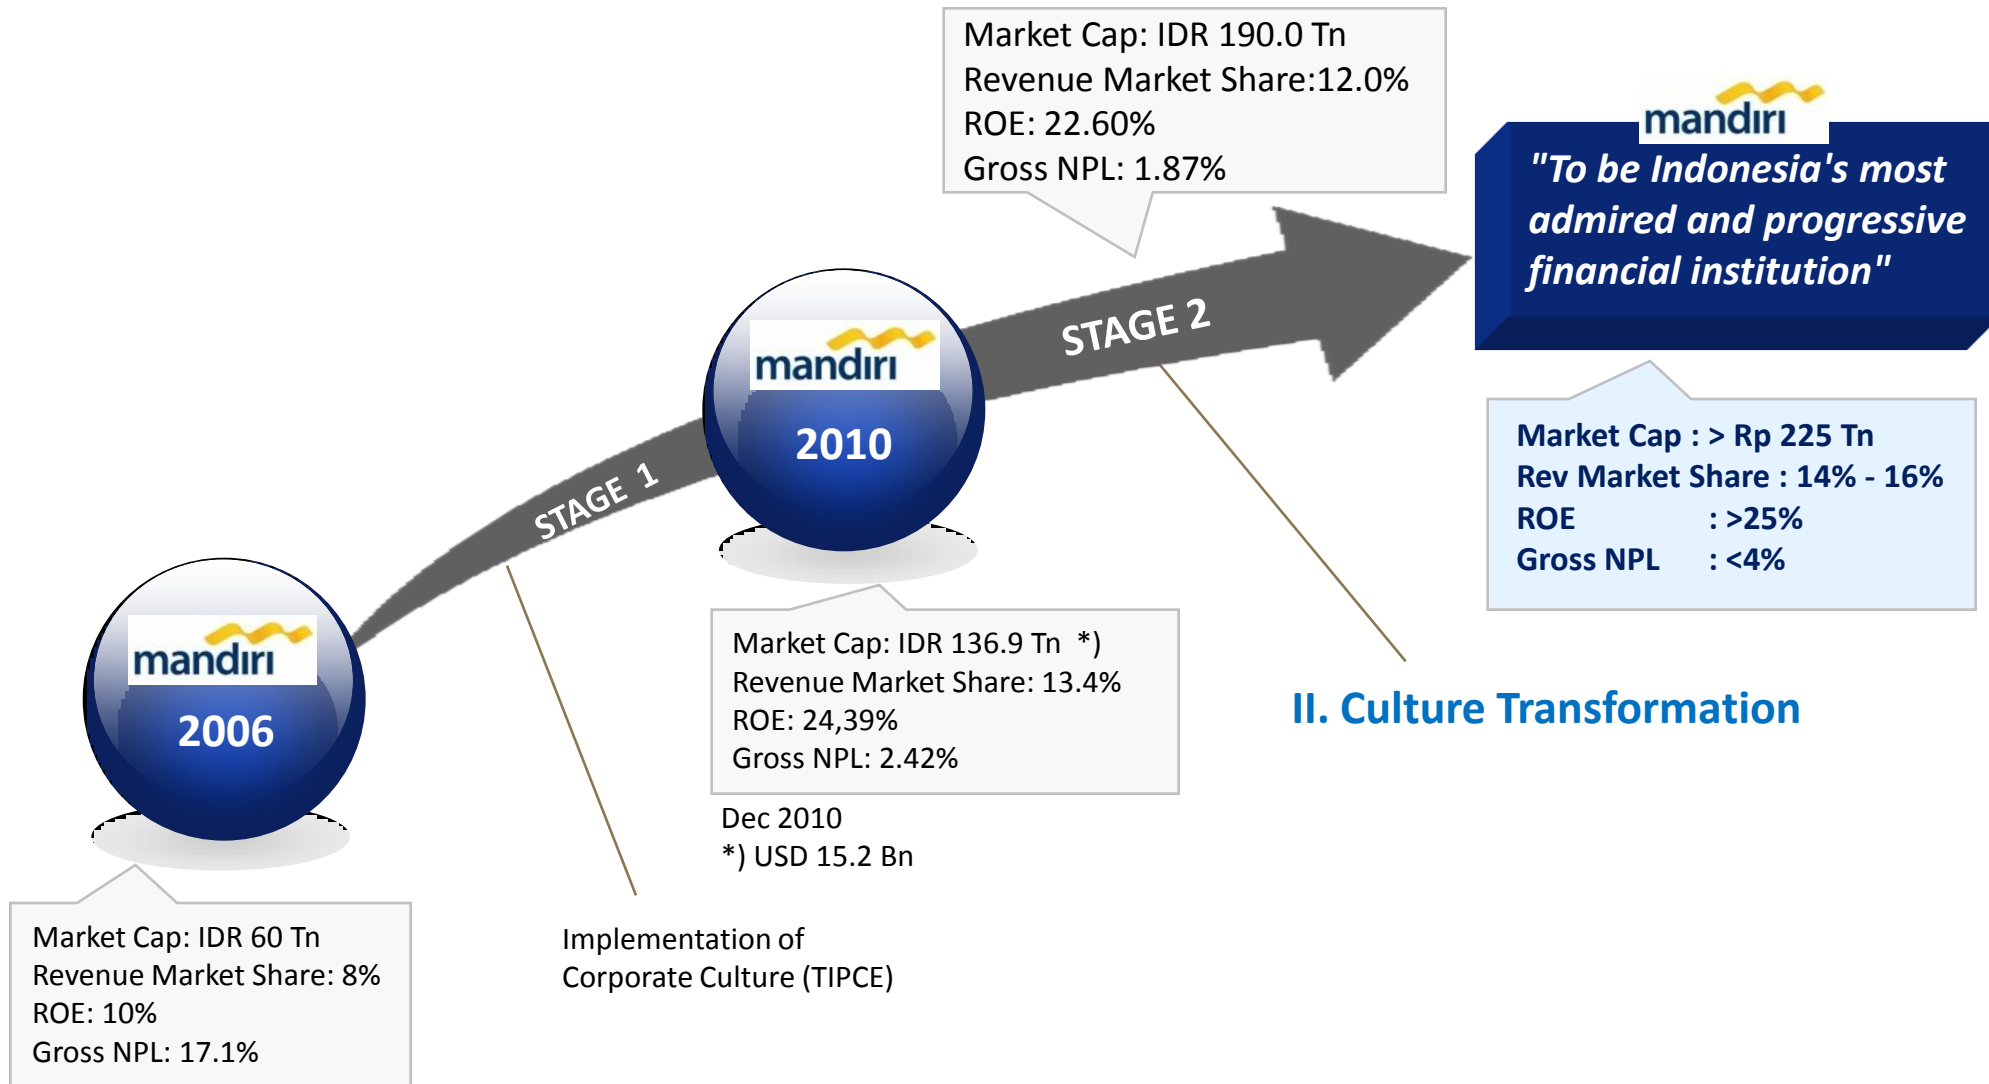 Market Cap: IDR 190.0 Tn
Revenue Market Share:12.0%
ROE: 22.60%
Gross NPL: 1.87%
mandiri
"To be Indonesia's most
admired and progressive
financial institution"
STAGE 2
mandiri
2010
STAGE 1
Market Cap : > Rp 225 Tn
Rev Market Share : 14% - 16%
ROE : >25%
Gross NPL : <4%
mandiri
2006
Market Cap: IDR 136.9 Tn *)
Revenue Market Share: 13.4%
ROE: 24,39%
Gross NPL: 2.42%
Dec 2010
*) USD 15.2 Bn
II. Culture Transformation
Implementation of
Corporate Culture (TIPCE)
Market Cap: IDR 60 Tn
Revenue Market Share: 8%
ROE: 10%
Gross NPL: 17.1%